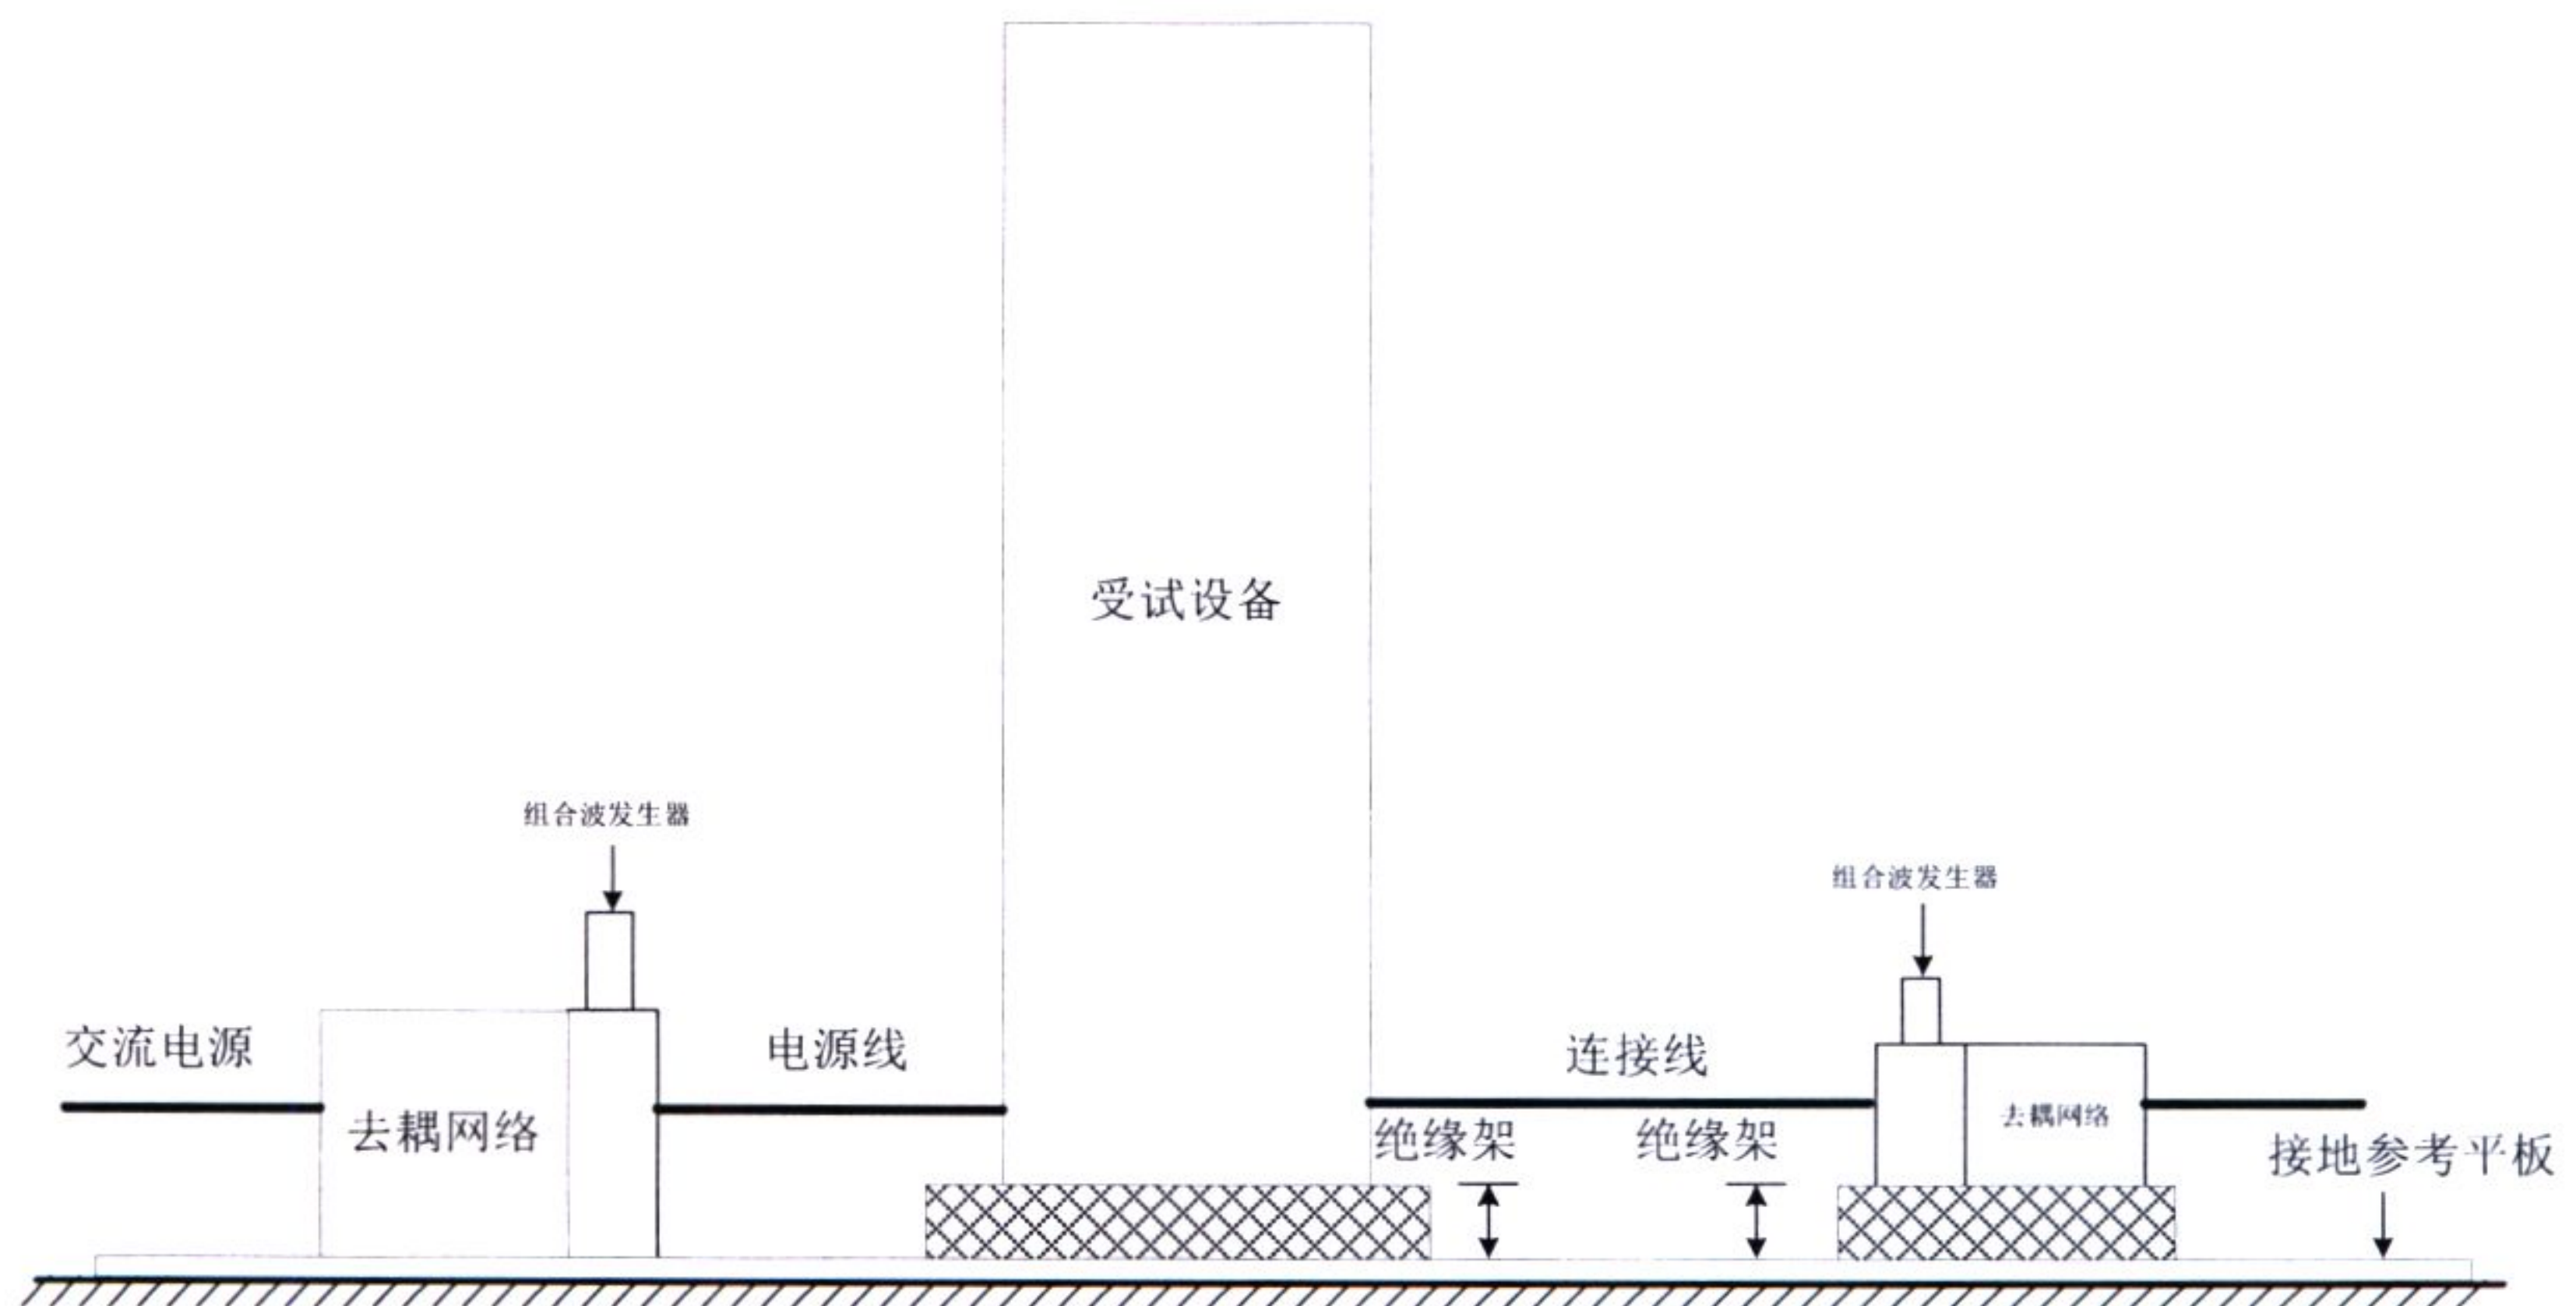 受试设备
组合波发生器
组合波发生器
交流电源
电源线
连接线
去耦网络
绝缘架
绝缘架
去耦网络
接地参考平板